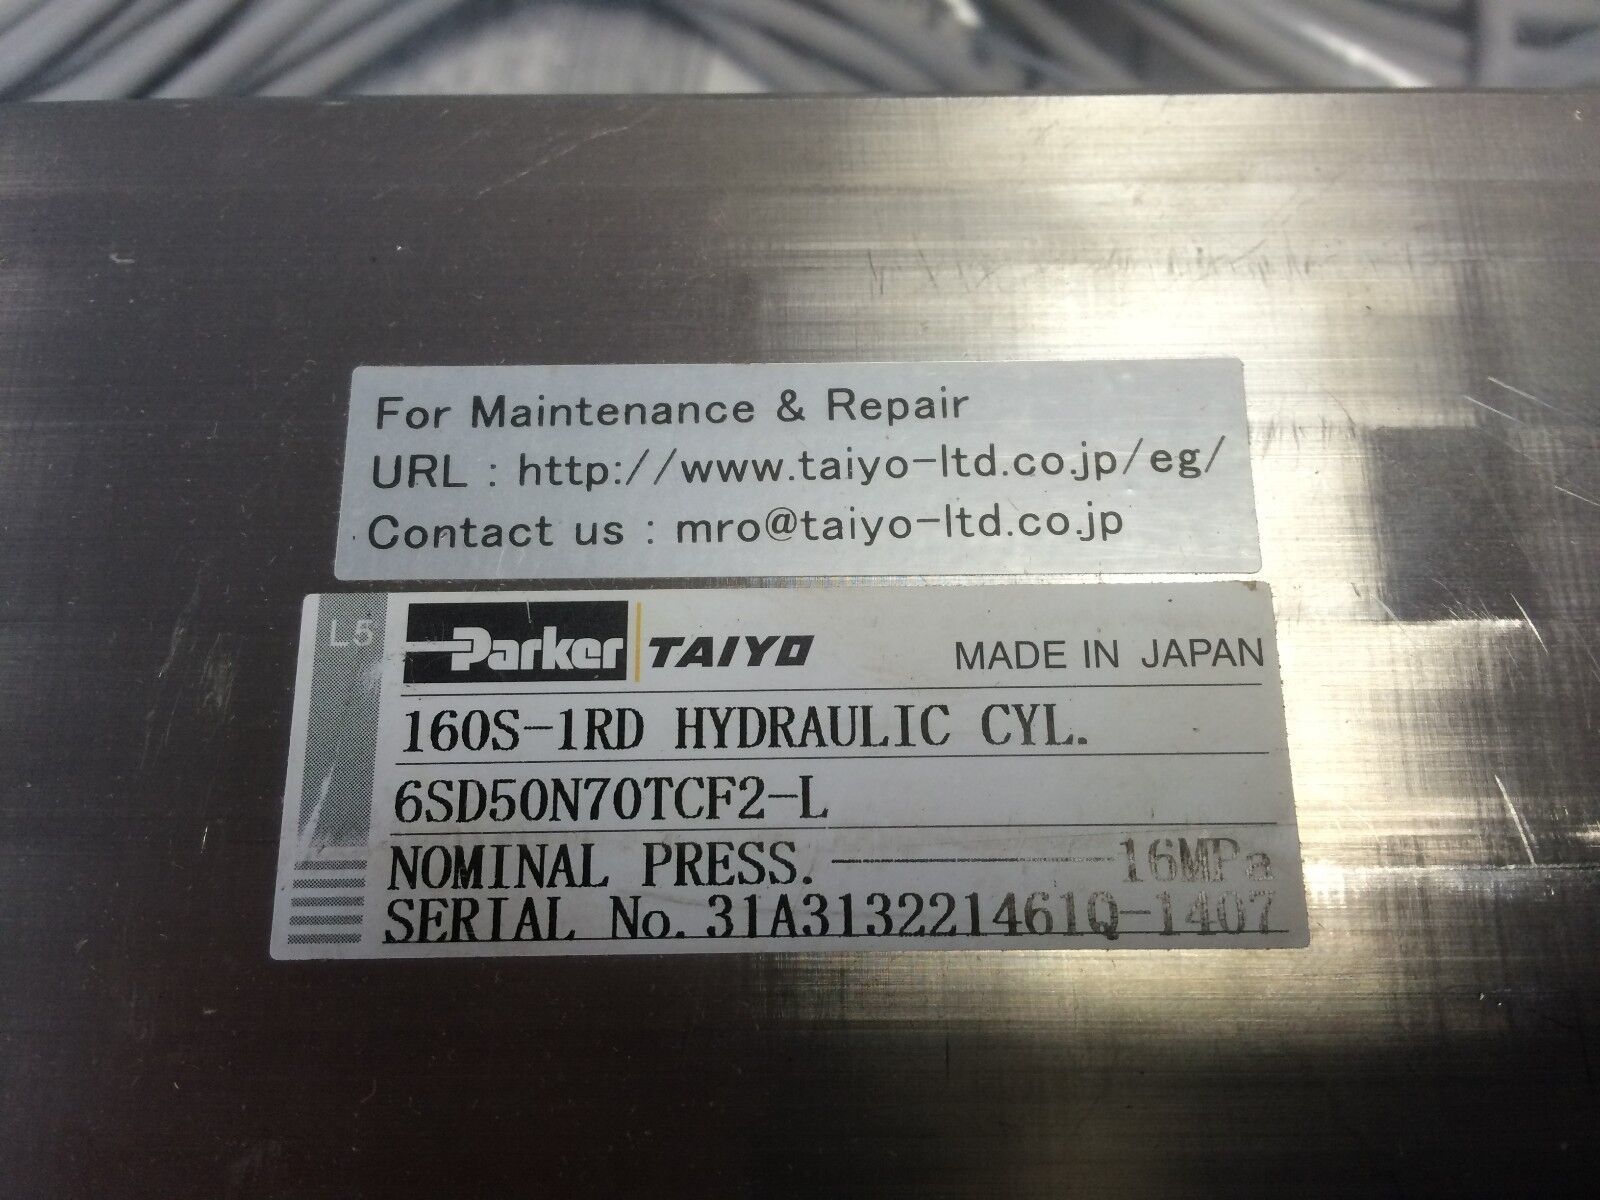 For Maintenance & Repair
URL : http://www.taiyo-ltd.co.jp/eg/
Contact us : mro@taiyo-ltd.co.jp
L5
Parker TAIYO MADE IN JAPAN
160S-1RD HYDRAULIC CYL.
6SD50N70TCF2-L
NOMINAL PRESS. 16MPa
SERIAL No. 31A313221461Q-1407